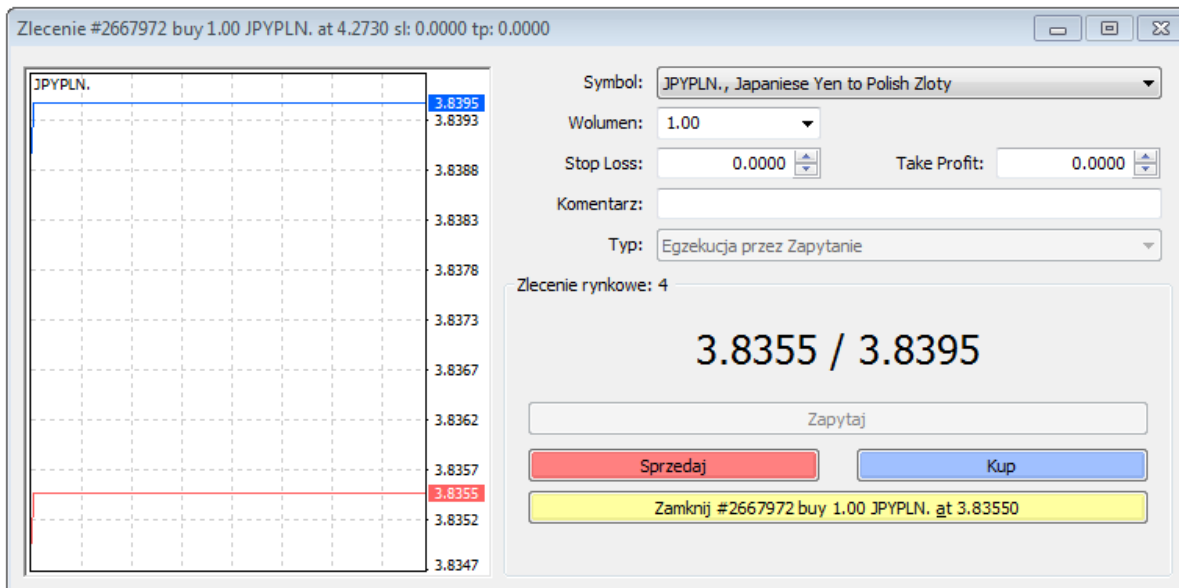 Zlecenie #2667972 buy 1.00 JPYPLN. at 4.2730 sl: 0.0000 tp: 0.0000
JPYPLN.
3.8395
3.8393
3.8388
3.8383
3.8378
3.8373
3.8367
3.8362
3.8357
3.8355
3.8352
3.8347
Symbol: JPYPLN., Japaniese Yen to Polish Zloty
Wolumen: 1.00
Stop Loss: 0.0000 Take Profit: 0.0000
Komentarz:
Typ: Egzekucja przez Zapytanie
Zlecenie rynkowe: 4
3.8355 / 3.8395
Zapytaj
Sprzedaj Kup
Zamknij #2667972 buy 1.00 JPYPLN. at 3.83550